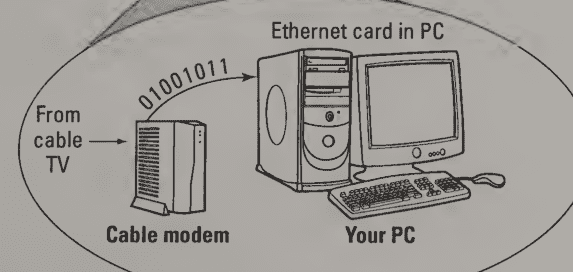 Ethernet card in PC
01001011
From
cable
TV
Cable modem
Your PC